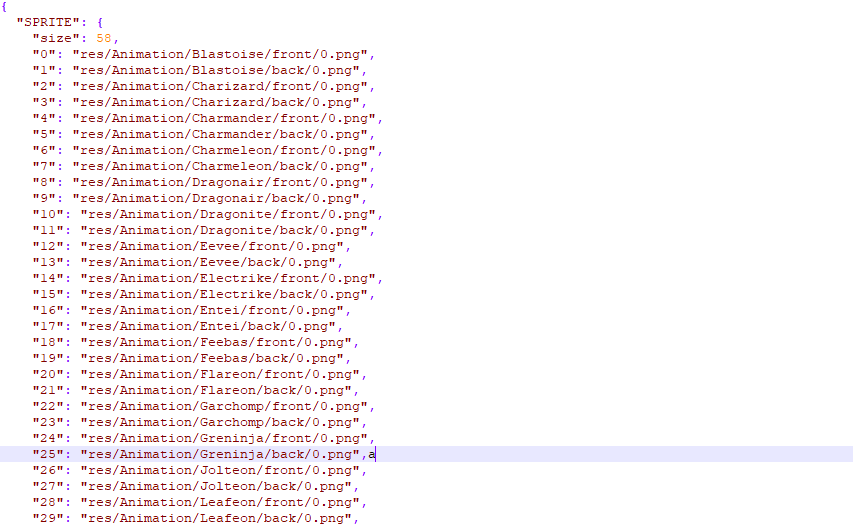 {
"SPRITE": {
"size": 58,
"0": "res/Animation/Blastoise/front/0.png",
"1": "res/Animation/Blastoise/back/0.png",
"2": "res/Animation/Charizard/front/0.png",
"3": "res/Animation/Charizard/back/0.png",
"4": "res/Animation/Charmander/front/0.png",
"5": "res/Animation/Charmander/back/0.png",
"6": "res/Animation/Charmeleon/front/0.png",
"7": "res/Animation/Charmeleon/back/0.png",
"8": "res/Animation/Dragonair/front/0.png",
"9": "res/Animation/Dragonair/back/0.png",
"10": "res/Animation/Dragonite/front/0.png",
"11": "res/Animation/Dragonite/back/0.png",
"12": "res/Animation/Eevee/front/0.png",
"13": "res/Animation/Eevee/back/0.png",
"14": "res/Animation/Electrike/front/0.png",
"15": "res/Animation/Electrike/back/0.png",
"16": "res/Animation/Entei/front/0.png",
"17": "res/Animation/Entei/back/0.png",
"18": "res/Animation/Feebas/front/0.png",
"19": "res/Animation/Feebas/back/0.png",
"20": "res/Animation/Flareon/front/0.png",
"21": "res/Animation/Flareon/back/0.png",
"22": "res/Animation/Garchomp/front/0.png",
"23": "res/Animation/Garchomp/back/0.png",
"24": "res/Animation/Greninja/front/0.png",
"25": "res/Animation/Greninja/back/0.png",a
"26": "res/Animation/Jolteon/front/0.png",
"27": "res/Animation/Jolteon/back/0.png",
"28": "res/Animation/Leafeon/front/0.png",
"29": "res/Animation/Leafeon/back/0.png",